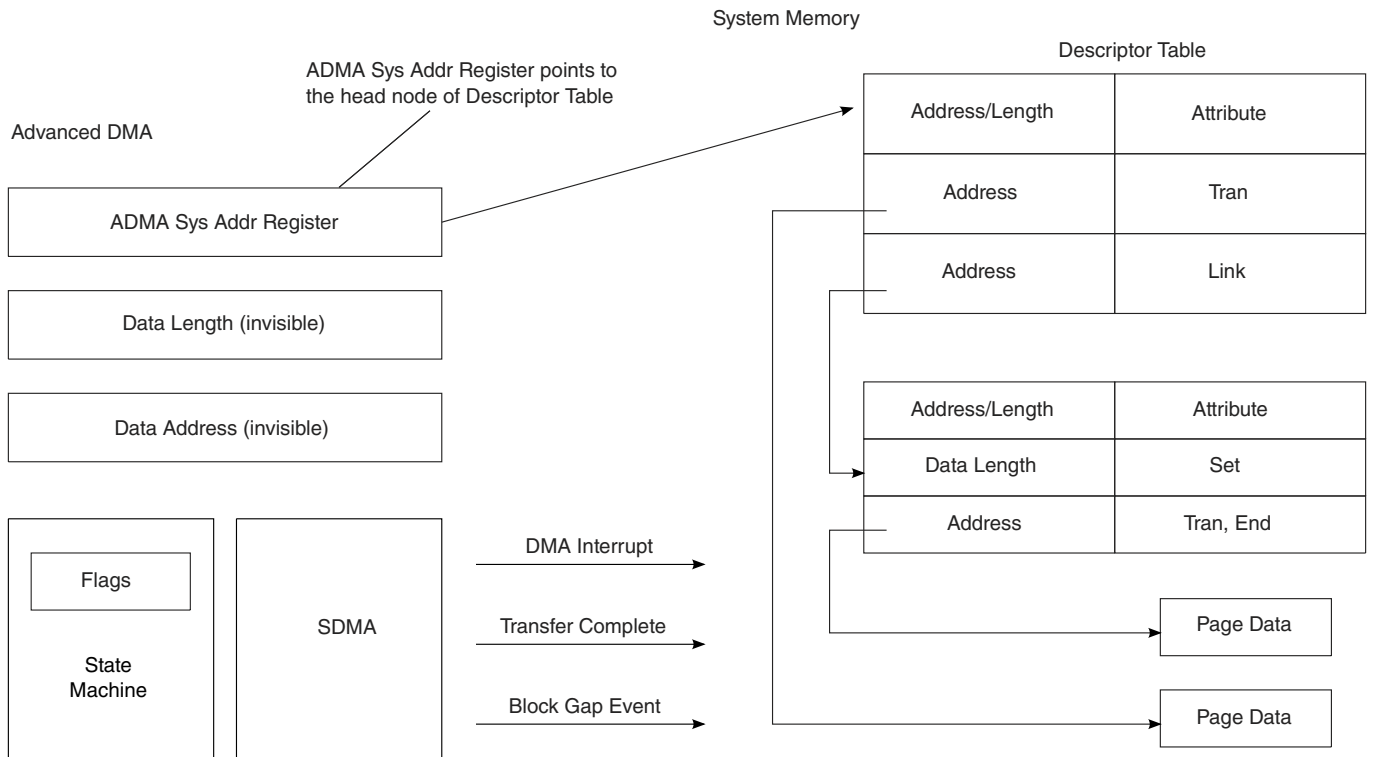 System Memory
Descriptor Table
ADMA Sys Addr Register points to
the head node of Descriptor Table
Advanced DMA
ADMA Sys Addr Register
Data Length (invisible)
Data Address (invisible)
Flags
State
Machine
SDMA
DMA Interrupt
Transfer Complete
Block Gap Event
Address/Length Attribute
Address Tran
Address Link
Address/Length Attribute
Data Length Set
Address Tran, End
Page Data
Page Data